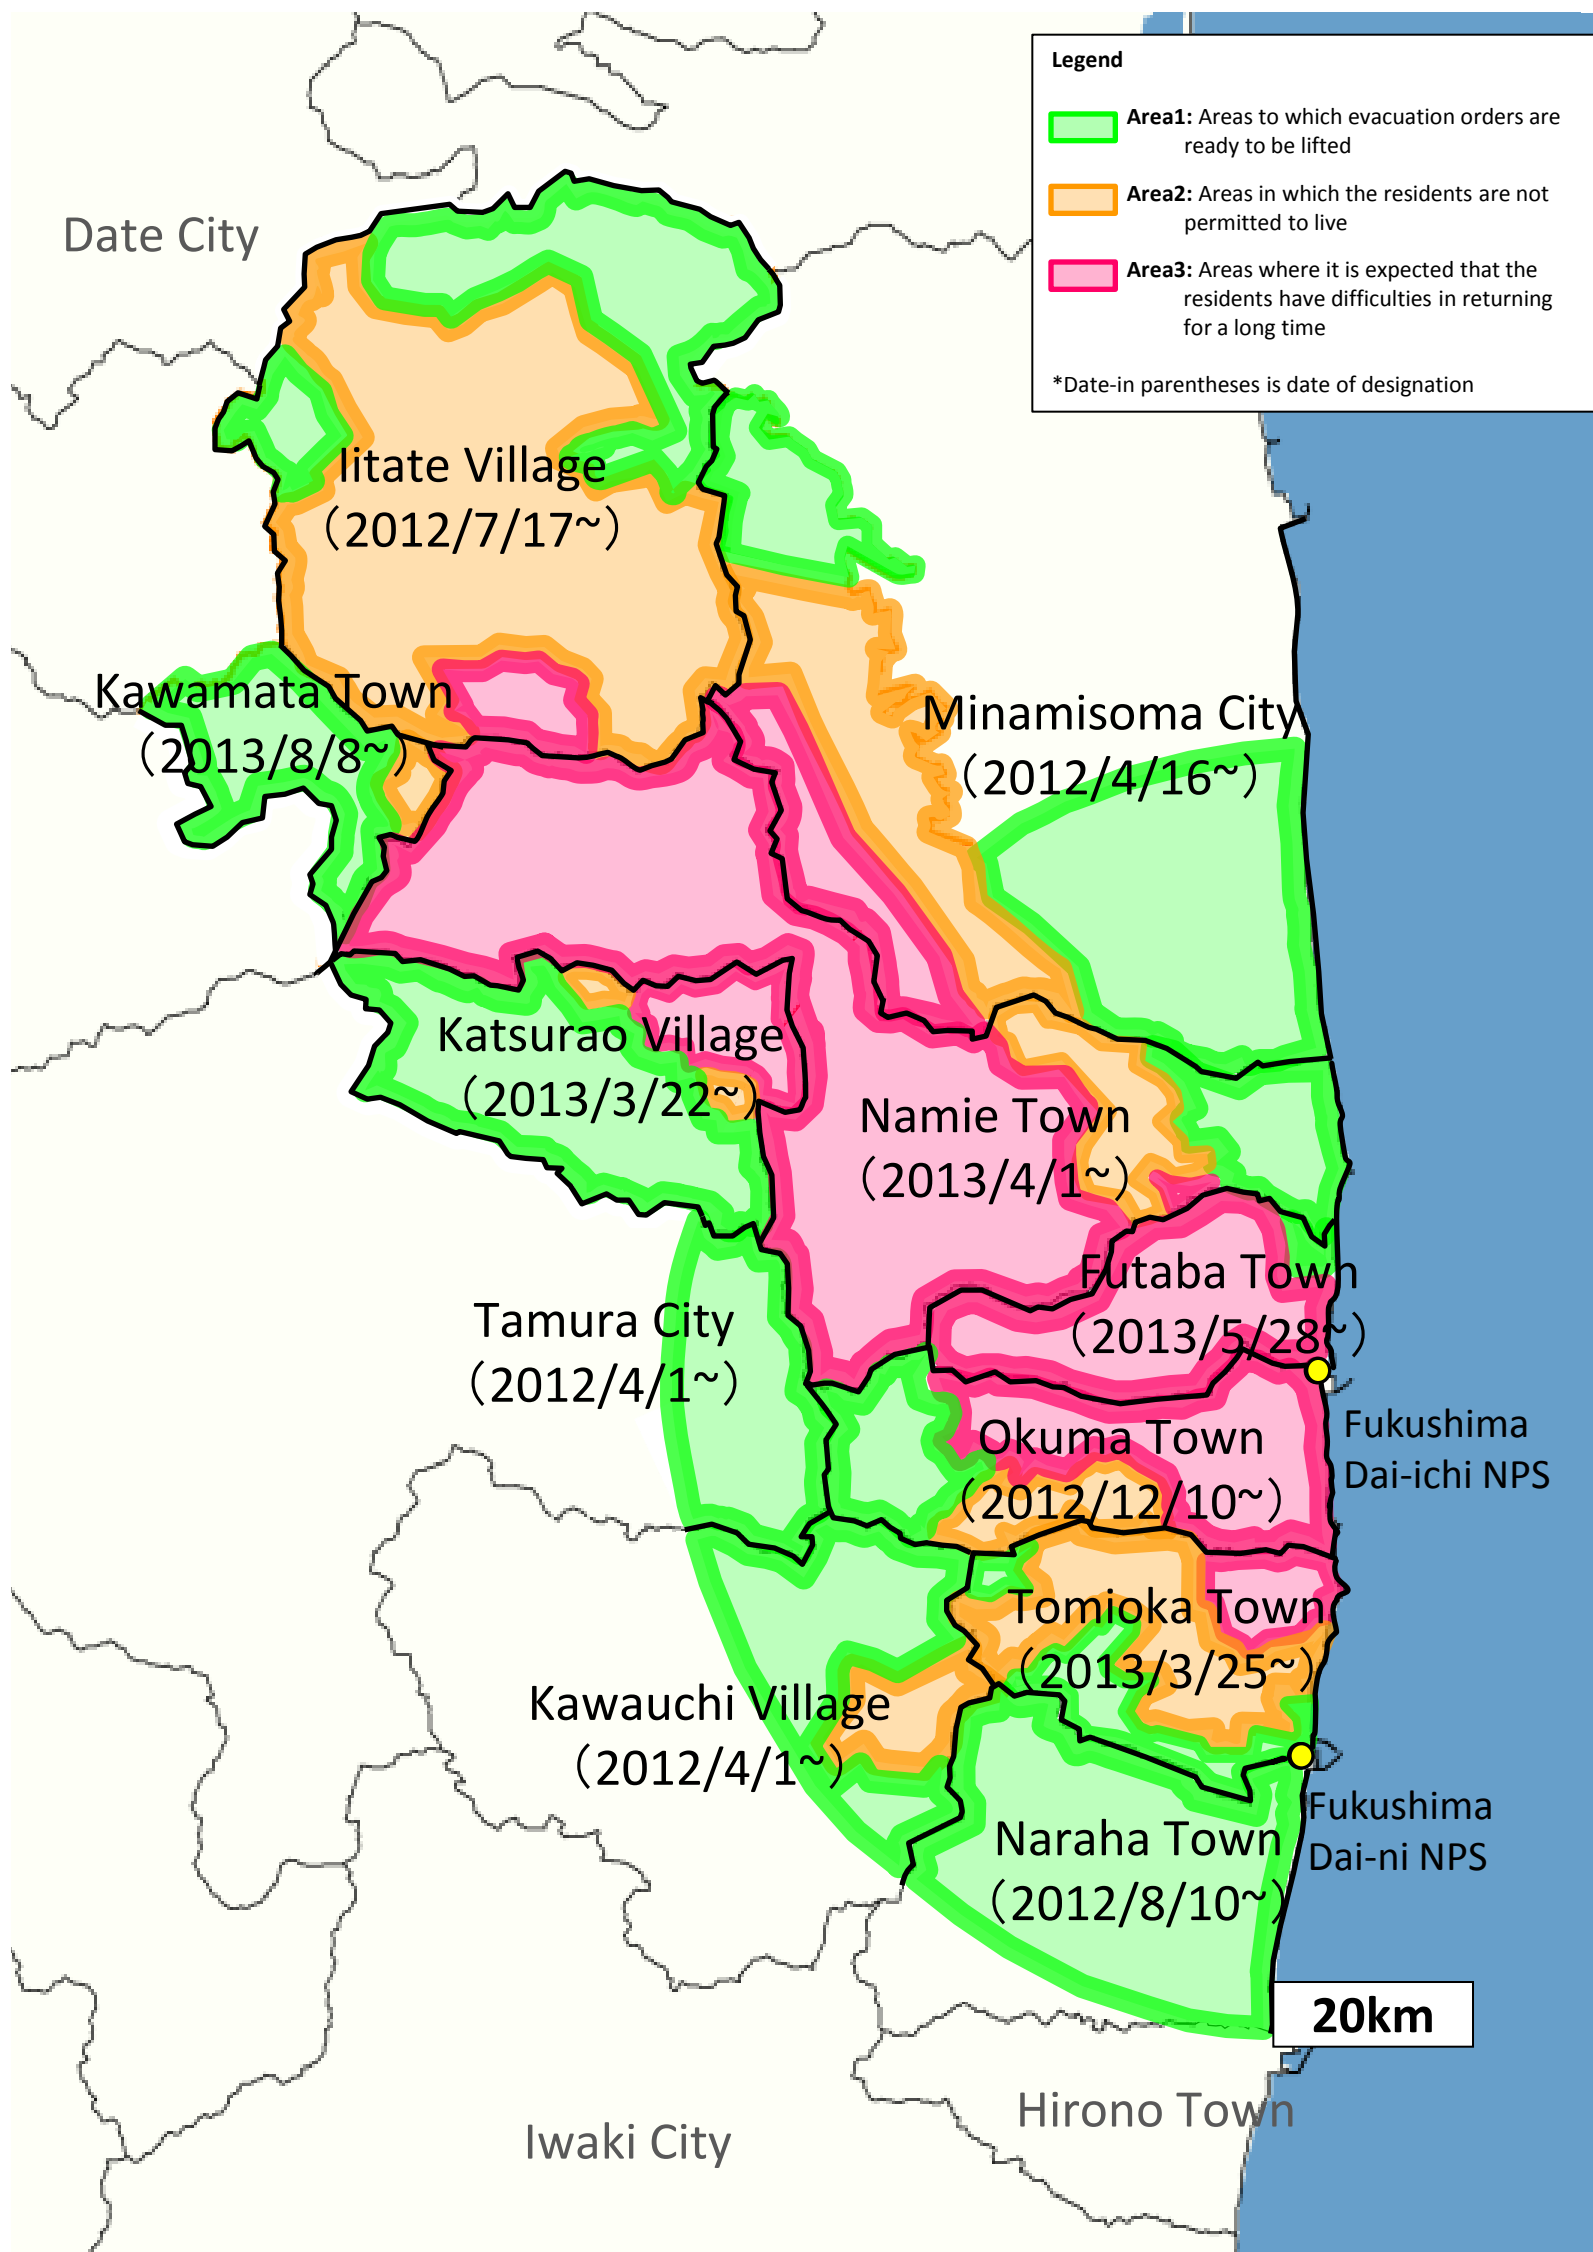 Legend
Area1: Areas to which evacuation orders are
ready to be lifted
Area2: Areas in which the residents are not
permitted to live
Area3: Areas where it is expected that the
residents have difficulties in returning
for a long time
*Date-in parentheses is date of designation
Date City
Iitate Village
（2012/7/17~）
Kawamata Town
（2013/8/8~）
Minamisoma City
（2012/4/16~）
Katsurao Village
（2013/3/22~）
Namie Town
（2013/4/1~）
Futaba Town
（2013/5/28~）
Tamura City
（2012/4/1~）
Fukushima
Dai-ichi NPS
Okuma Town
（2012/12/10~）
Tomioka Town
（2013/3/25~）
Kawauchi Village
（2012/4/1~）
Fukushima
Dai-ni NPS
Naraha Town
（2012/8/10~）
20km
Hirono Town
Iwaki City